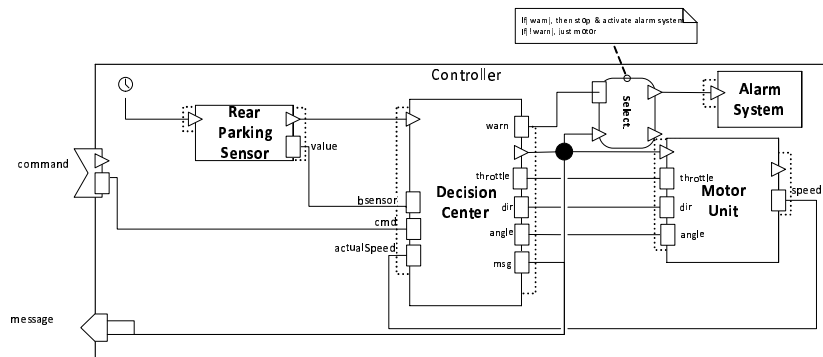 If| warn|, then stop & activate alarm system
If|!warn|, just motor
Controller
Rear
Parking
Sensor
value
command
message
warn
throttle
dir
angle
msg
bsensor
cmd
actualSpeed
Decision
Center
select.
Alarm
System
throttle
dir
angle
Motor
Unit
speed